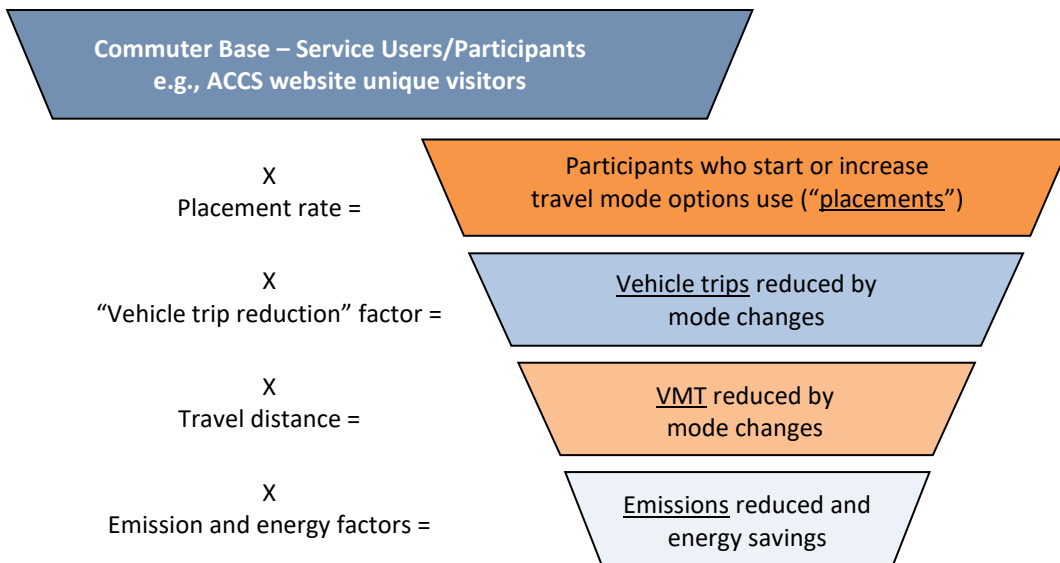 Commuter Base – Service Users/Participants
e.g., ACCS website unique visitors
X
Placement rate =
Participants who start or increase
travel mode options use (“placements”)
X
“Vehicle trip reduction” factor =
Vehicle trips reduced by
mode changes
X
Travel distance =
VMT reduced by
mode changes
X
Emission and energy factors =
Emissions reduced and
energy savings